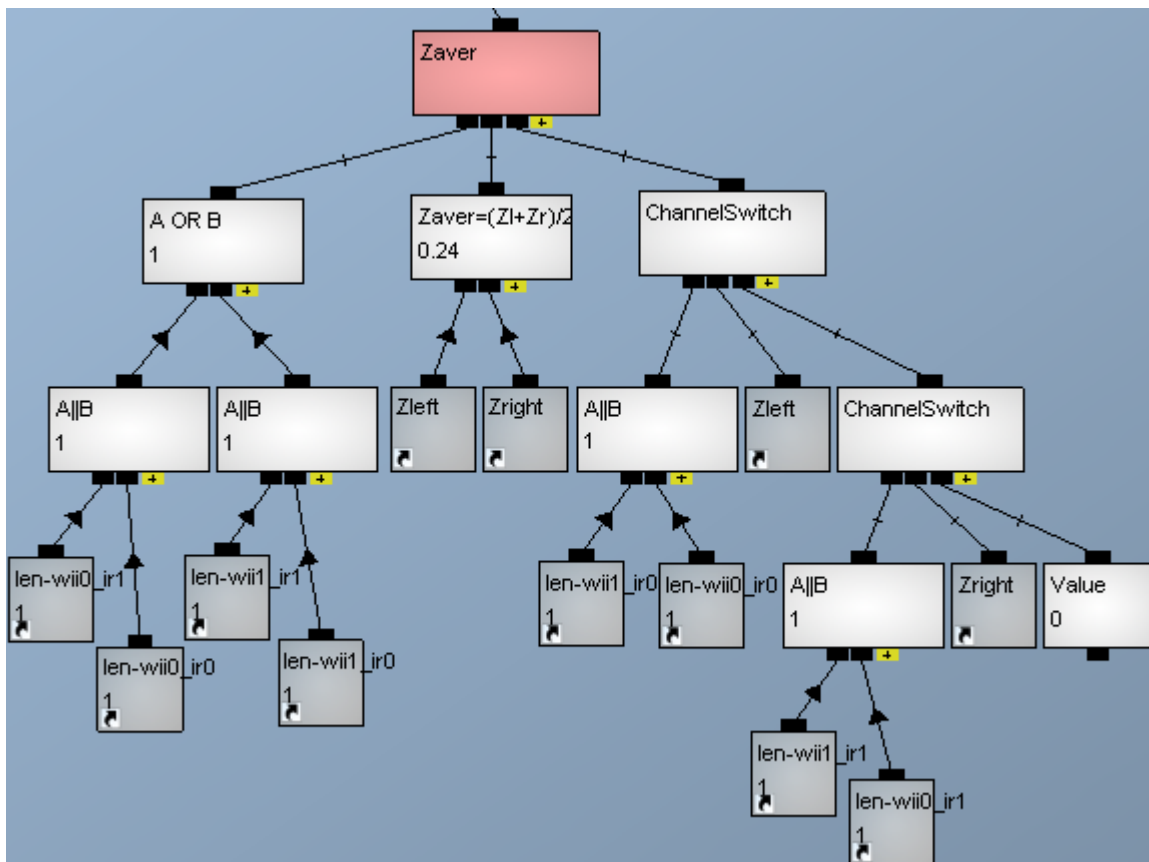 Zaver
A OR B
1
Zaver=(Zl+Zr)/2
0.24
ChannelSwitch
A||B
1
A||B
1
Zleft
Zright
A||B
1
Zleft
ChannelSwitch
len-wii0_ir1
1
len-wii0_ir0
1
len-wii1_ir1
1
len-wii1_ir0
1
len-wii1_ir0
1
len-wii0_ir0
1
A||B
1
Zright
Value
0
len-wii1_ir1
1
len-wii0_ir1
1